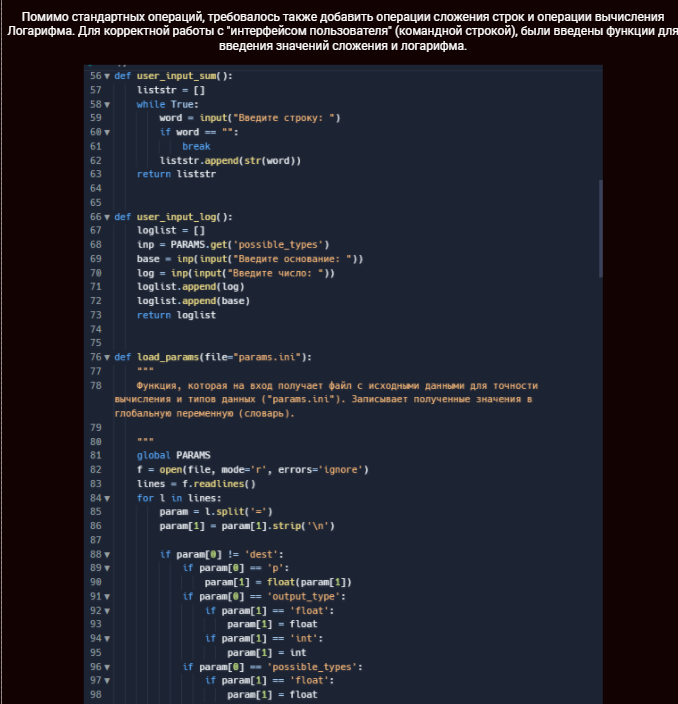 Помимо стандартных операций, требовалось также добавить операции сложения строк и операции вычисления
Логарифма. Для корректной работы с "интерфейсом пользователя" (командной строкой), были введены функции для
введения значений сложения и логарифма.
56 def user_input_sum():
57 liststr = []
58 while True:
59 word = input("Введите строку: ")
60 if word == "":
61 break
62 liststr.append(str(word))
63 return liststr
64
65
66 def user_input_log():
67 loglist = []
68 inp = PARAMS.get('possible_types')
69 base = inp(input("Введите основание: "))
70 log = inp(input("Введите число: "))
71 loglist.append(log)
72 loglist.append(base)
73 return loglist
74
75
76 def load_params(file="params.ini"):
77 """
78 Функция, которая на вход получает файл с исходными данными для точности
вычисления и типов данных ("params.ini"). Записывает полученные значения в
глобальную переменную (словарь).
79
80 """
81 global PARAMS
82 f = open(file, mode='r', errors='ignore')
83 lines = f.readlines()
84 for l in lines:
85 param = l.split('=')
86 param[1] = param[1].strip('\n')
87
88 if param[0] != 'dest':
89 if param[0] == 'p':
90 param[1] = float(param[1])
91 if param[0] == 'output_type':
92 if param[1] == 'float':
93 param[1] = float
94 if param[1] == 'int':
95 param[1] = int
96 if param[0] == 'possible_types':
97 if param[1] == 'float':
98 param[1] = float